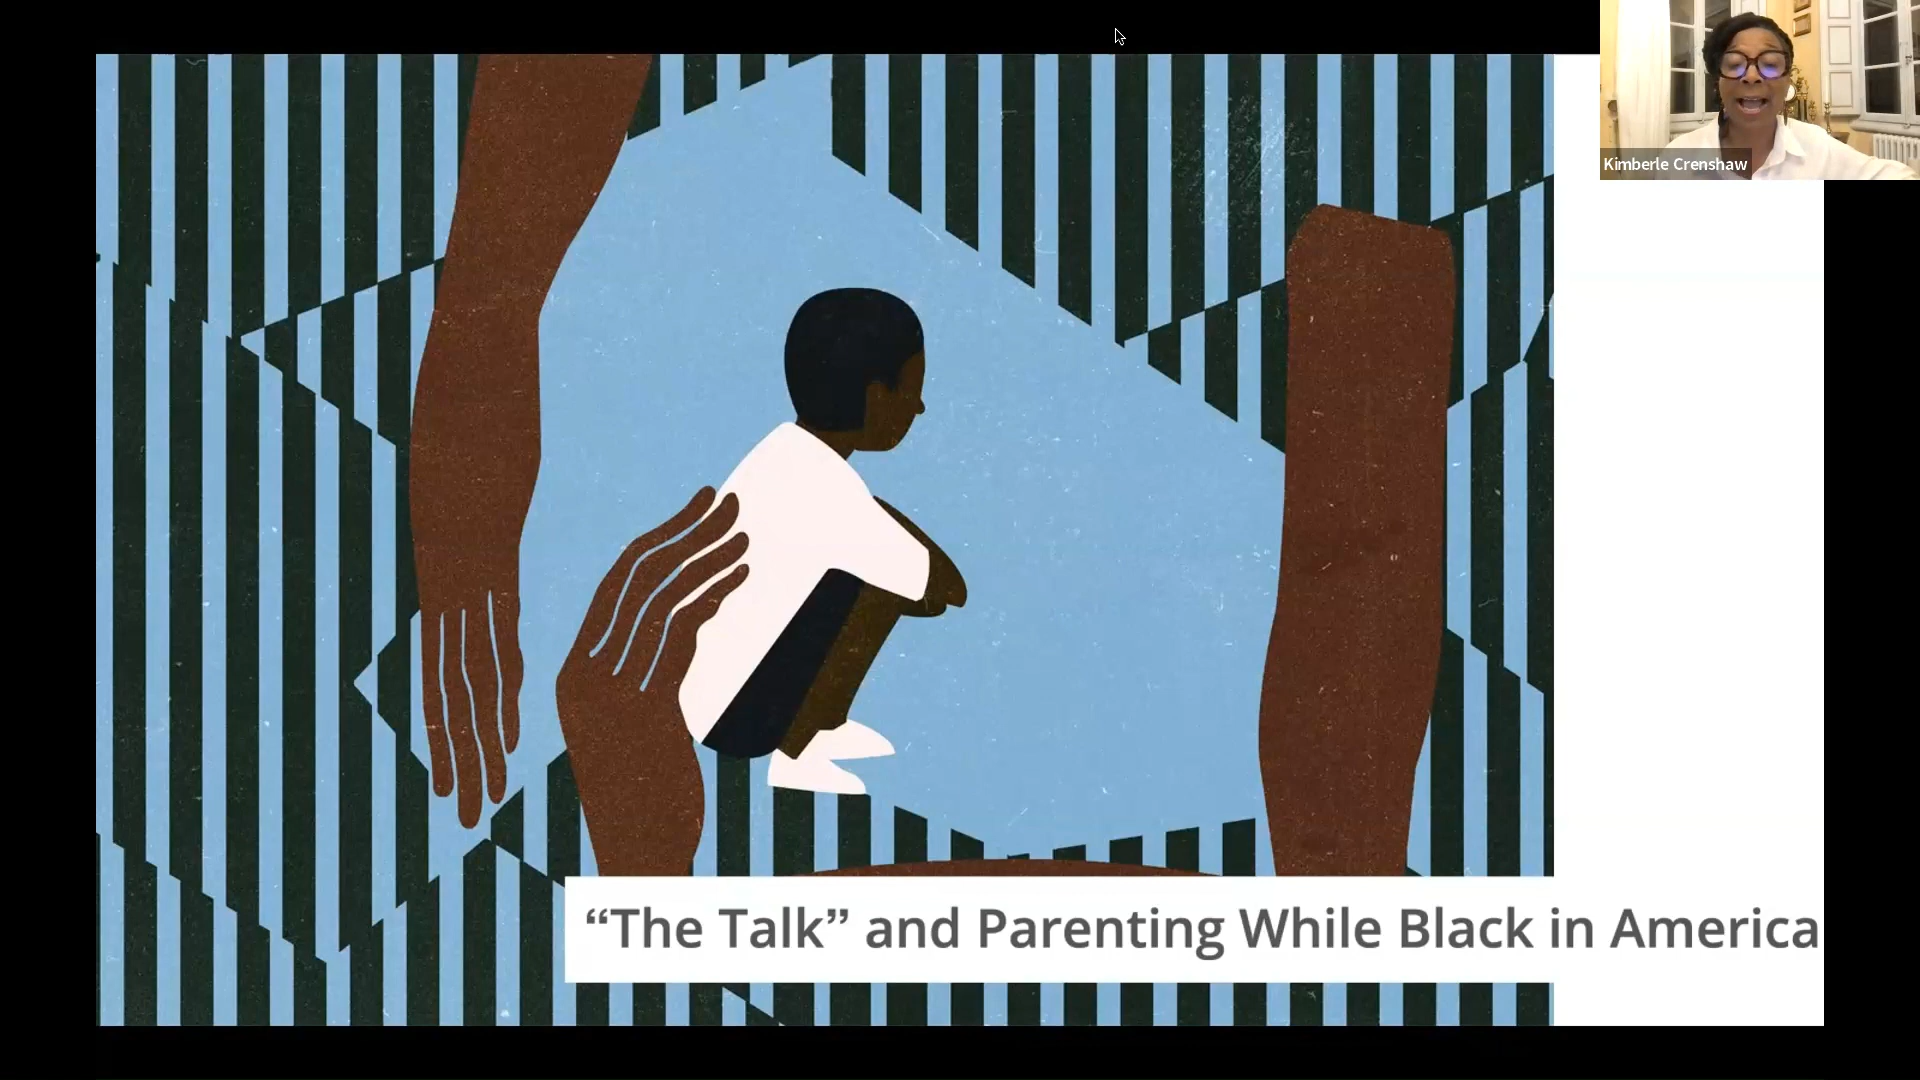 Kimberle Crenshaw
“The Talk” and Parenting While Black in America